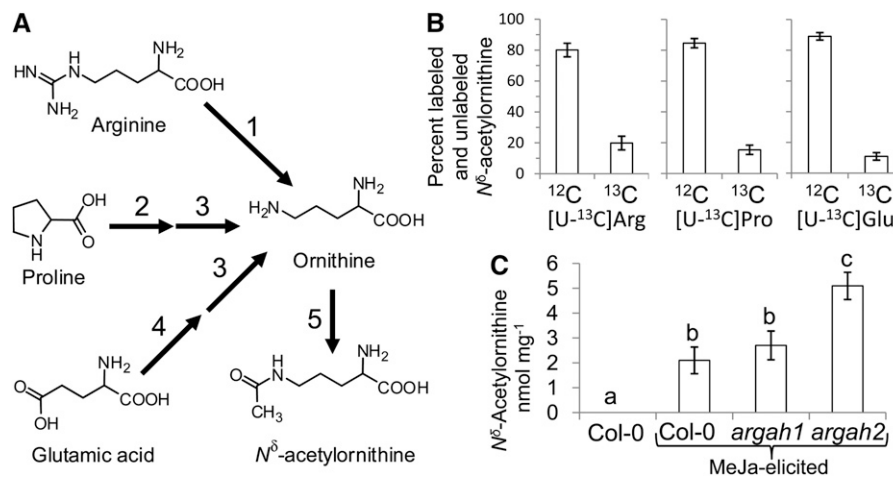 A
NH
HN
NH₂
NH₂
COOH
Arginine
1
OH
O
N
H
Proline
2
3
NH₂
H₂N
COOH
Ornithine
3
4
5
O
OH
NH₂
COOH
Glutamic acid
O
H
N
CH₃
NH₂
COOH
Nᵟ-acetylornithine
B
Percent labeled
and unlabeled
Nᵟ-acetylornithine
80
60
40
20
0
¹²C ¹³C ¹²C ¹³C ¹²C ¹³C
[U-¹³C]Arg [U-¹³C]Pro [U-¹³C]Glu
C
Nᵟ-Acetylornithine
nmol mg⁻¹
6
5
4
3
2
1
0
a
b
b
c
Col-0 Col-0 argah1 argah2
MeJa-elicited